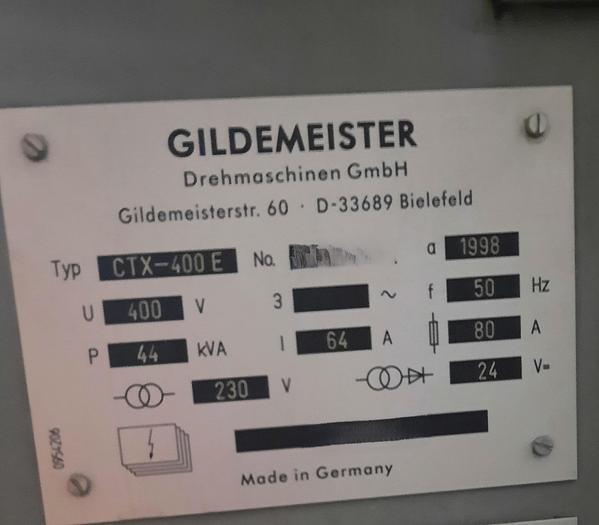 GILDEMEISTER
Drehmaschinen GmbH
Gildemeisterstr. 60 · D-33689 Bielefeld
Typ CTX-400 E No. a 1998
U 400 V 3 ~ f 50 Hz
P 44 kVA I 64 A 80 A
230 V 24 V=
0954206
Made in Germany